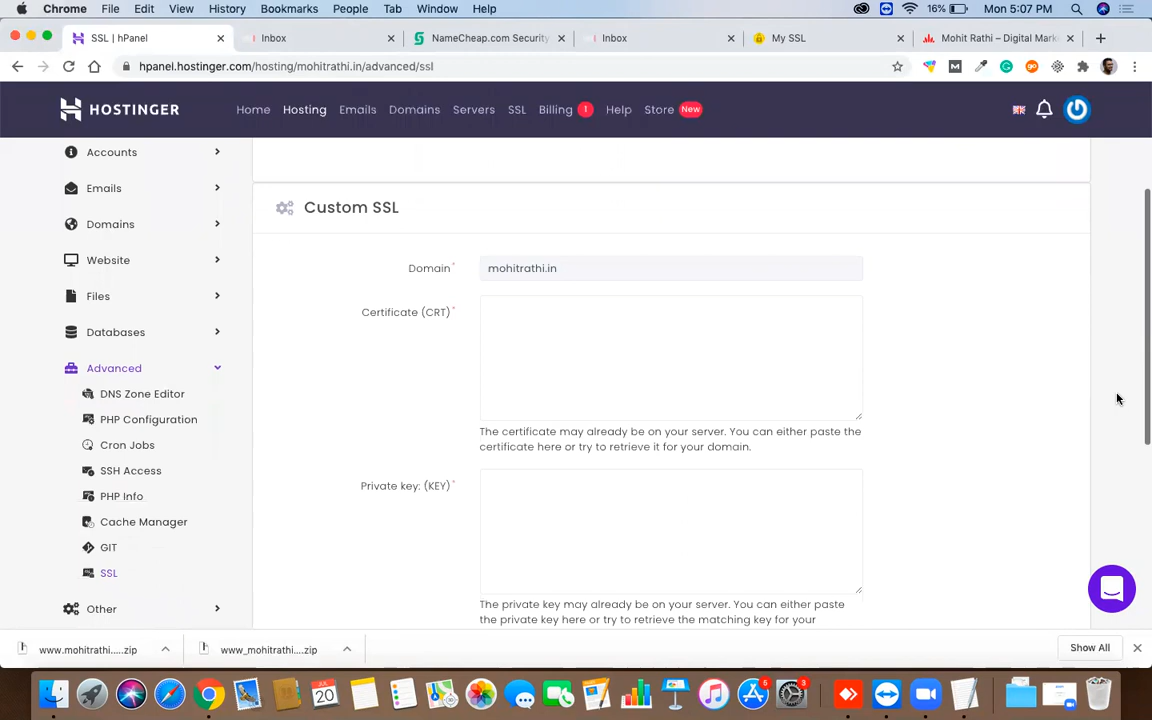 Chrome File Edit View History Bookmarks People Tab Window Help 16% Mon 5:07 PM
SSL | hPanel Inbox NameCheap.com Security Inbox My SSL Mohit Rathi – Digital Mark
hpanel.hostinger.com/hosting/mohitrathi.in/advanced/ssl
HOSTINGER Home Hosting Emails Domains Servers SSL Billing 1 Help Store New
Accounts
Emails
Domains
Website
Files
Databases
Advanced
DNS Zone Editor
PHP Configuration
Cron Jobs
SSH Access
PHP Info
Cache Manager
GIT
SSL
Other
Custom SSL
Domain*
mohitrathi.in
Certificate (CRT)*
The certificate may already be on your server. You can either paste the
certificate here or try to retrieve it for your domain.
Private key: (KEY)*
The private key may already be on your server. You can either paste
the private key here or try to retrieve the matching key for your
www.mohitrathi.....zip www_mohitrathi....zip Show All
JUL
20
6
3